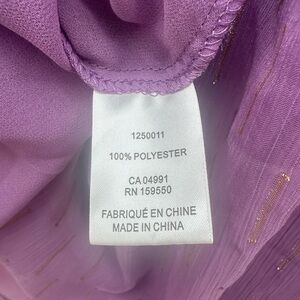 1250011
100% POLYESTER
CA 04991
RN 159550
FABRIQUÉ EN CHINE
MADE IN CHINA